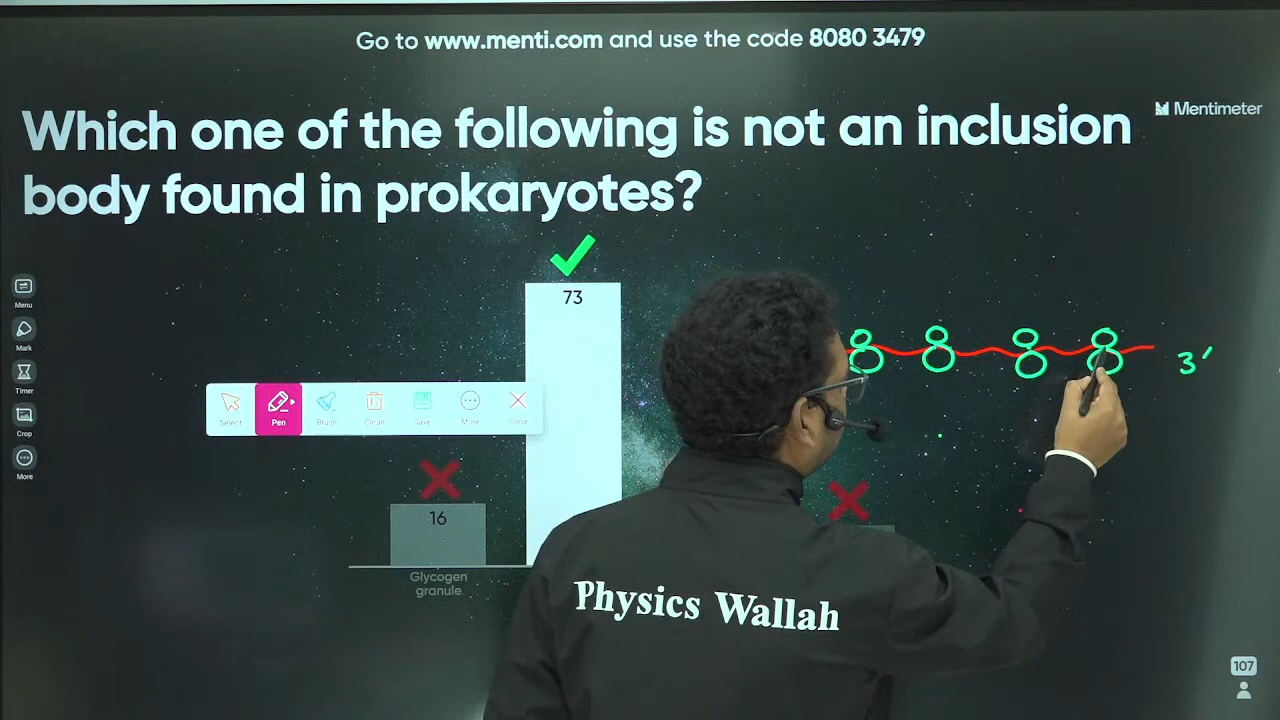 Go to www.menti.com and use the code 8080 3479
Mentimeter
Which one of the following is not an inclusion
body found in prokaryotes?
Menu
Mark
Timer
Crop
More
73
Select
Pen
Brush
Clean
Save
More
Close
16
Glycogen
granule
3′
Physics Wallah
107